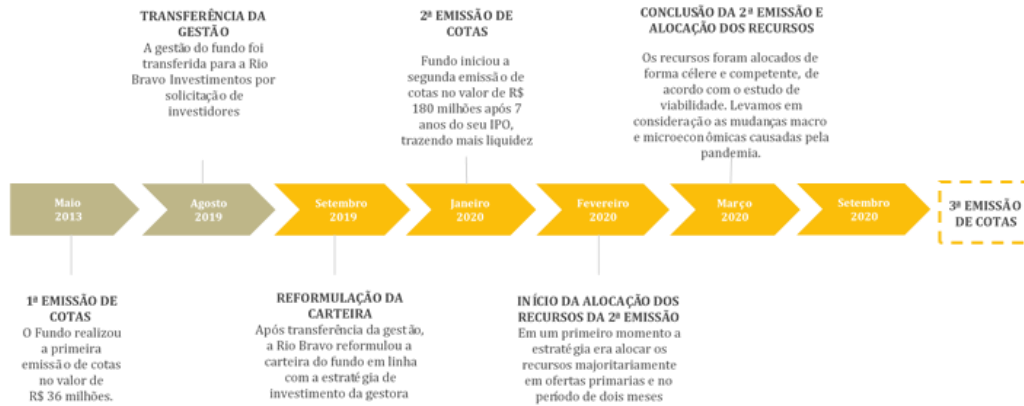 TRANSFERÊNCIA DA
GESTÃO
A gestão do fundo foi
transferida para a Rio
Bravo Investimentos por
solicitação de
investidores
2ª EMISSÃO DE
COTAS
Fundo iniciou a
segunda emissão de
cotas no valor de R$
180 milhões após 7
anos do seu IPO,
trazendo mais liquidez
CONCLUSÃO DA 2ª EMISSÃO E
ALOCAÇÃO DOS RECURSOS
Os recursos foram alocados de
forma célere e competente, de
acordo com o estudo de
viabilidade. Levamos em
consideração as mudanças macro
e microeconômicas causadas pela
pandemia.
Maio
2013
Agosto
2019
Setembro
2019
Janeiro
2020
Fevereiro
2020
Março
2020
Setembro
2020
3ª EMISSÃO
DE COTAS
1ª EMISSÃO DE
COTAS
O Fundo realizou
a primeira
emissão de cotas
no valor de
R$ 36 milhões.
REFORMULAÇÃO DA
CARTEIRA
Após transferência da gestão,
a Rio Bravo reformulou a
carteira do fundo em linha
com a estratégia de
investimento da gestora
INÍCIO DA ALOCAÇÃO DOS
RECURSOS DA 2ª EMISSÃO
Em um primeiro momento a
estratégia era alocar os
recursos majoritariamente
em ofertas primarias e no
período de dois meses